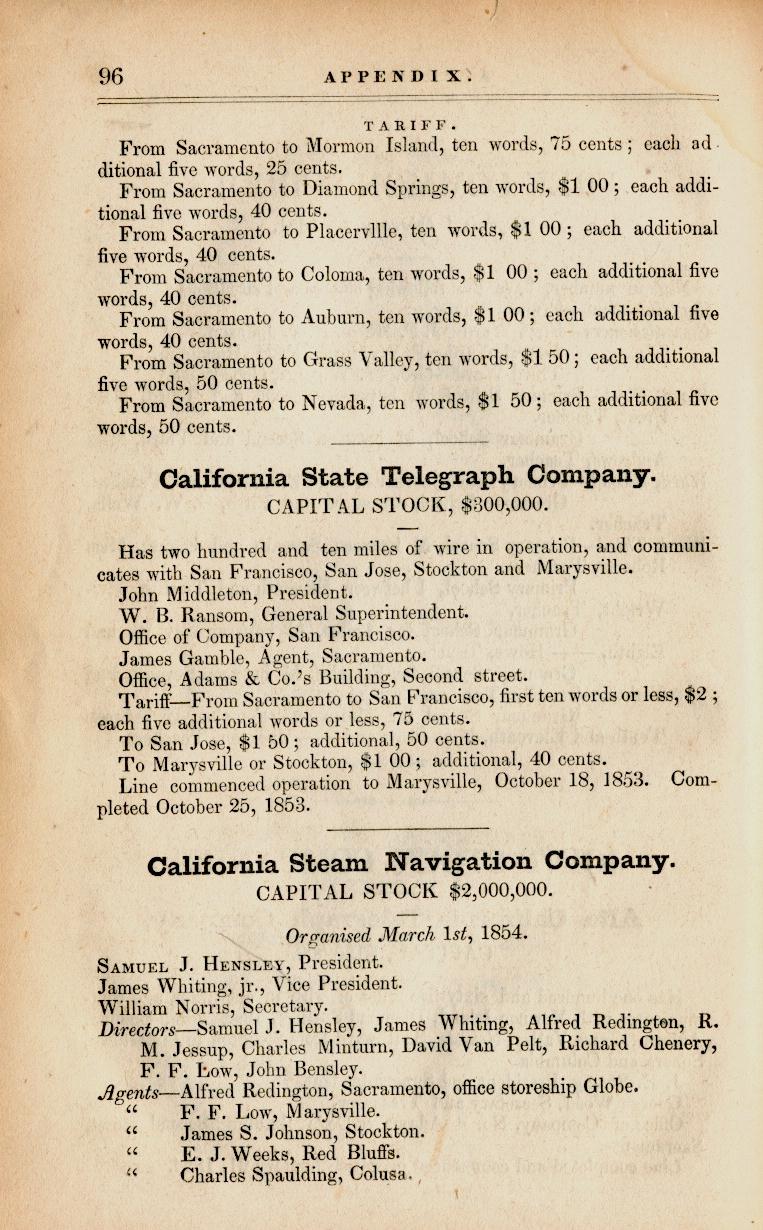 96 APPENDIX.
TARIFF.
From Sacramento to Mormon Island, ten words, 75 cents; each ad-
ditional five words, 25 cents.
From Sacramento to Diamond Springs, ten words, $1 00; each addi-
tional five words, 40 cents.
From Sacramento to Placervllle, ten words, $1 00; each additional
five words, 40 cents.
From Sacramento to Coloma, ten words, $1 00; each additional five
words, 40 cents.
From Sacramento to Auburn, ten words, $1 00; each additional five
words, 40 cents.
From Sacramento to Grass Valley, ten words, $1 50; each additional
five words, 50 cents.
From Sacramento to Nevada, ten words, $1 50; each additional five
words, 50 cents.
California State Telegraph Company.
CAPITAL STOCK, $300,000.
Has two hundred and ten miles of wire in operation, and communi-
cates with San Francisco, San Jose, Stockton and Marysville.
John Middleton, President.
W. B. Ransom, General Superintendent.
Office of Company, San Francisco.
James Gamble, Agent, Sacramento.
Office, Adams & Co.'s Building, Second street.
Tariff—From Sacramento to San Francisco, first ten words or less, $2;
each five additional words or less, 75 cents.
To San Jose, $1 50; additional, 50 cents.
To Marysville or Stockton, $1 00; additional, 40 cents.
Line commenced operation to Marysville, October 18, 1853. Com-
pleted October 25, 1853.
California Steam Navigation Company.
CAPITAL STOCK $2,000,000.
Organised March 1st, 1854.
SAMUEL J. HENSLEY, President.
James Whiting, jr., Vice President.
William Norris, Secretary.
Directors—Samuel J. Hensley, James Whiting, Alfred Redington, R.
M. Jessup, Charles Minturn, David Van Pelt, Richard Chenery,
F. F. Low, John Bensley.
Agents—Alfred Redington, Sacramento, office storeship Globe.
" F. F. Low, Marysville.
" James S. Johnson, Stockton.
" E. J. Weeks, Red Bluffs.
" Charles Spaulding, Colusa.